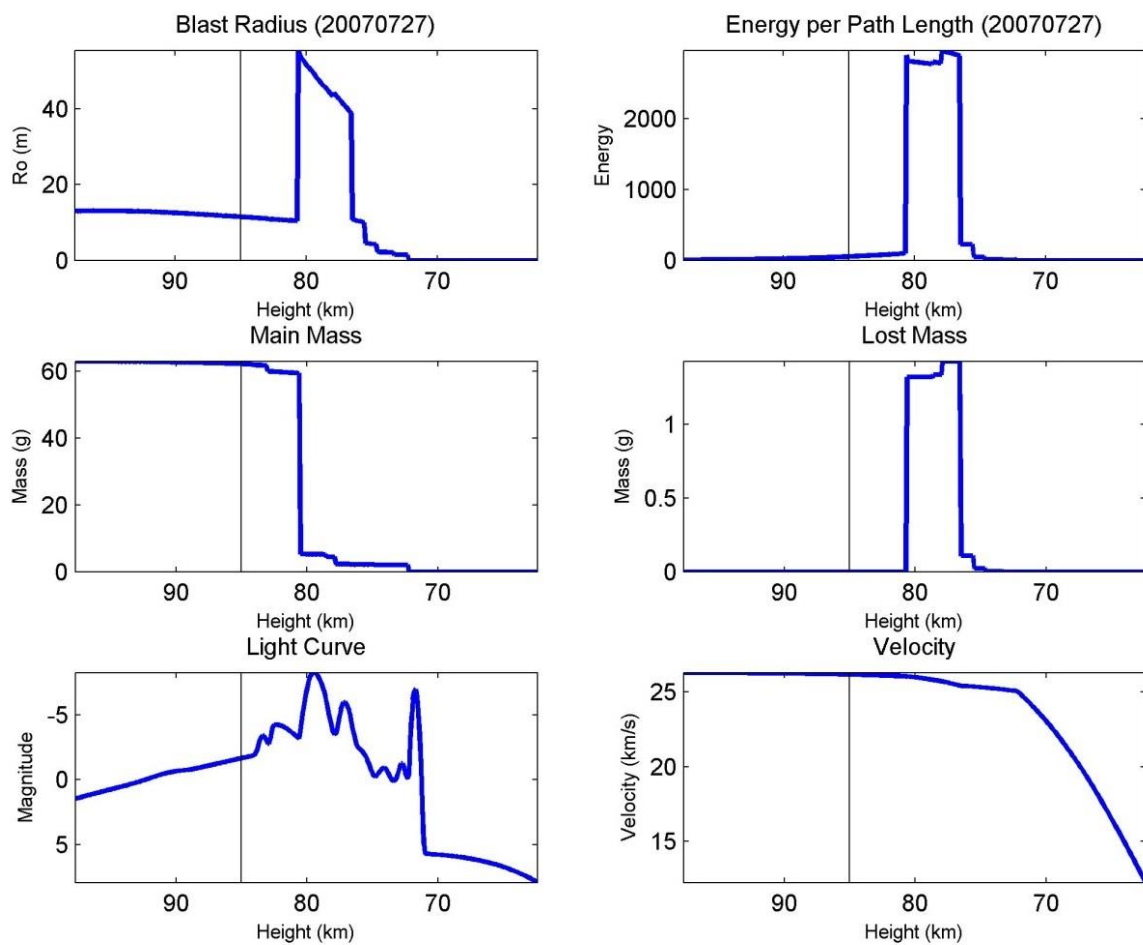 Blast Radius (20070727)
Ro (m)
40
20
0
90
80
70
Height (km)
Energy per Path Length (20070727)
Energy
2000
1000
0
90
80
70
Height (km)
Main Mass
Mass (g)
60
40
20
0
90
80
70
Height (km)
Lost Mass
Mass (g)
1
0.5
0
90
80
70
Height (km)
Light Curve
Magnitude
-5
0
5
90
80
70
Height (km)
Velocity
Velocity (km/s)
25
20
15
90
80
70
Height (km)